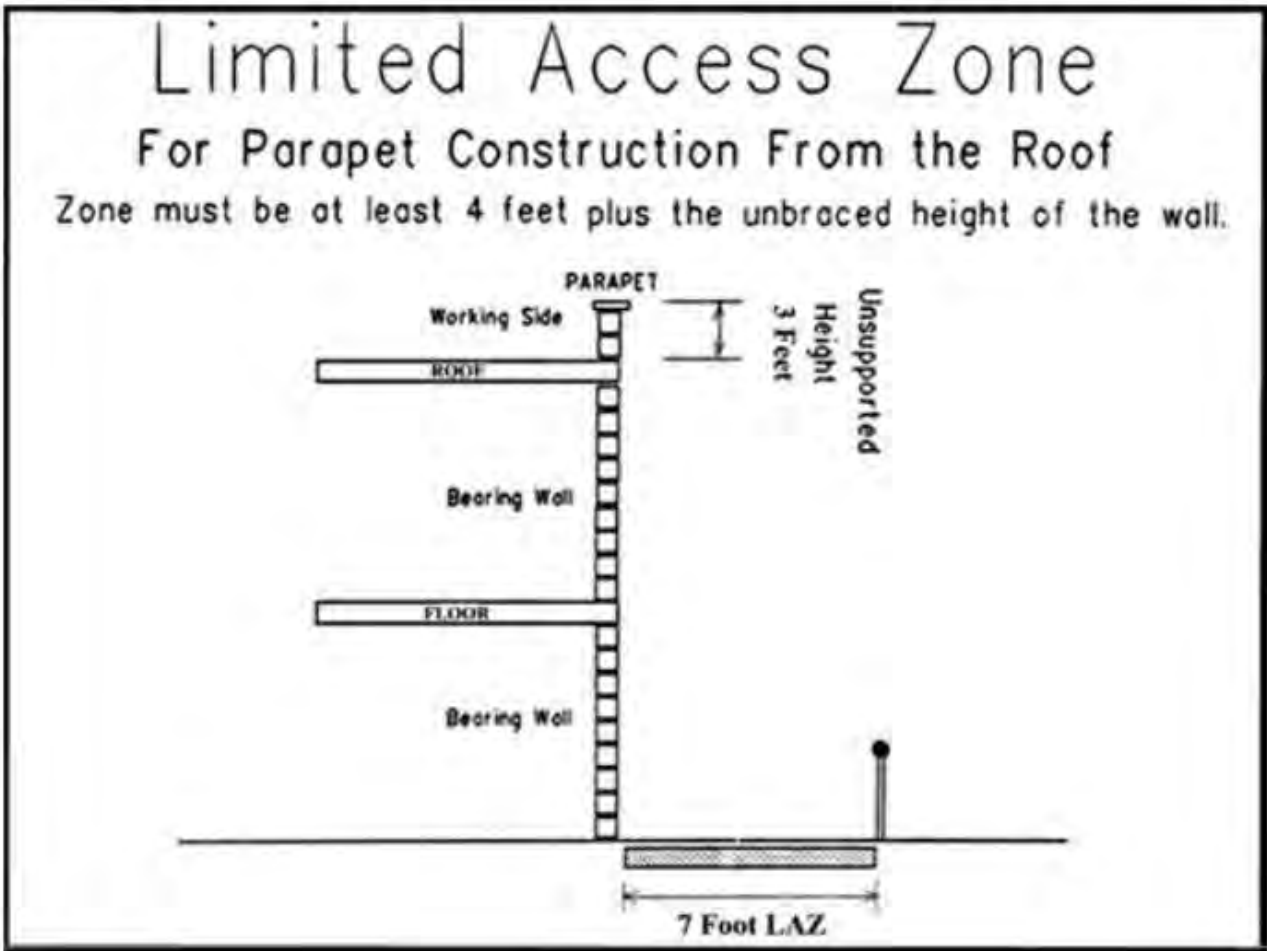 Limited Access Zone
For Parapet Construction From the Roof
Zone must be at least 4 feet plus the unbraced height of the wall.
PARAPET
Working Side
Unsupported
Height
3 Feet
ROOF
Bearing Wall
FLOOR
Bearing Wall
7 Foot LAZ